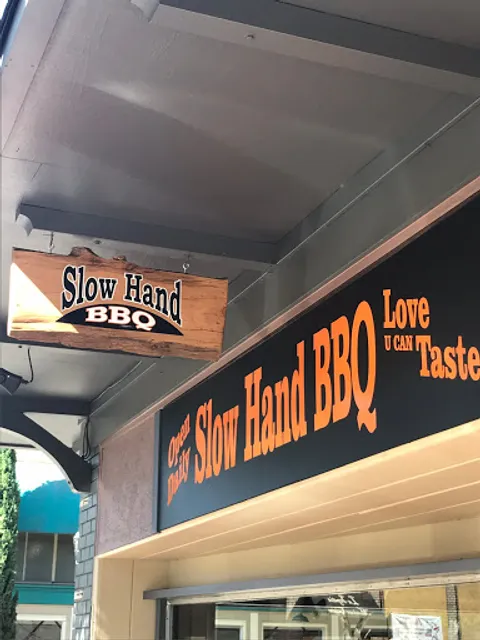 Slow Hand
BBQ
Open
Daily
Slow Hand BBQ
Love
U CAN
Taste